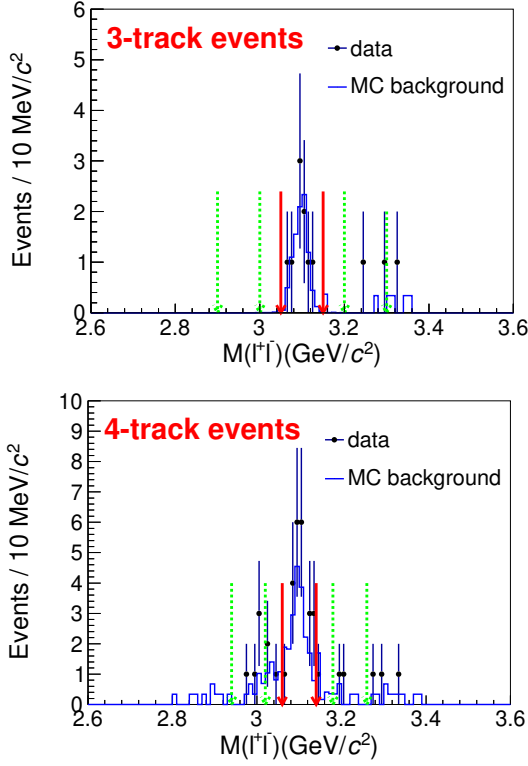 3-track events
data
MC background
Events / 10 MeV/c²
6
5
4
3
2
1
0
2.6 2.8 3 3.2 3.4 3.6
M(l⁺l⁻)(GeV/c²)
4-track events
data
MC background
Events / 10 MeV/c²
10
9
8
7
6
5
4
3
2
1
0
2.6 2.8 3 3.2 3.4 3.6
M(l⁺l⁻)(GeV/c²)